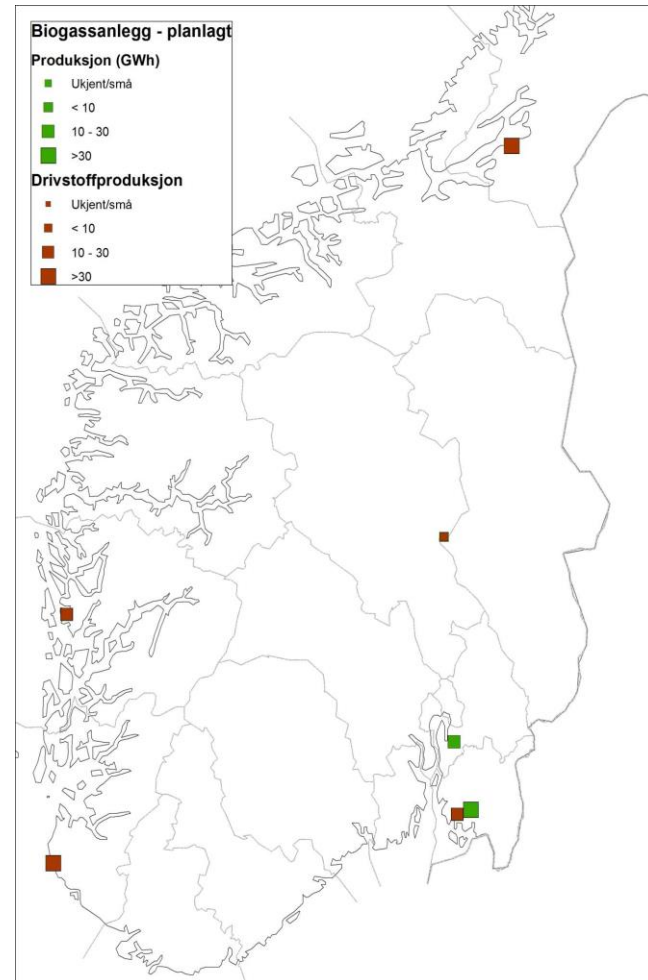 Biogassanlegg - planlagt
Produksjon (GWh)
Ukjent/små
< 10
10 - 30
>30
Drivstoffproduksjon
Ukjent/små
< 10
10 - 30
>30